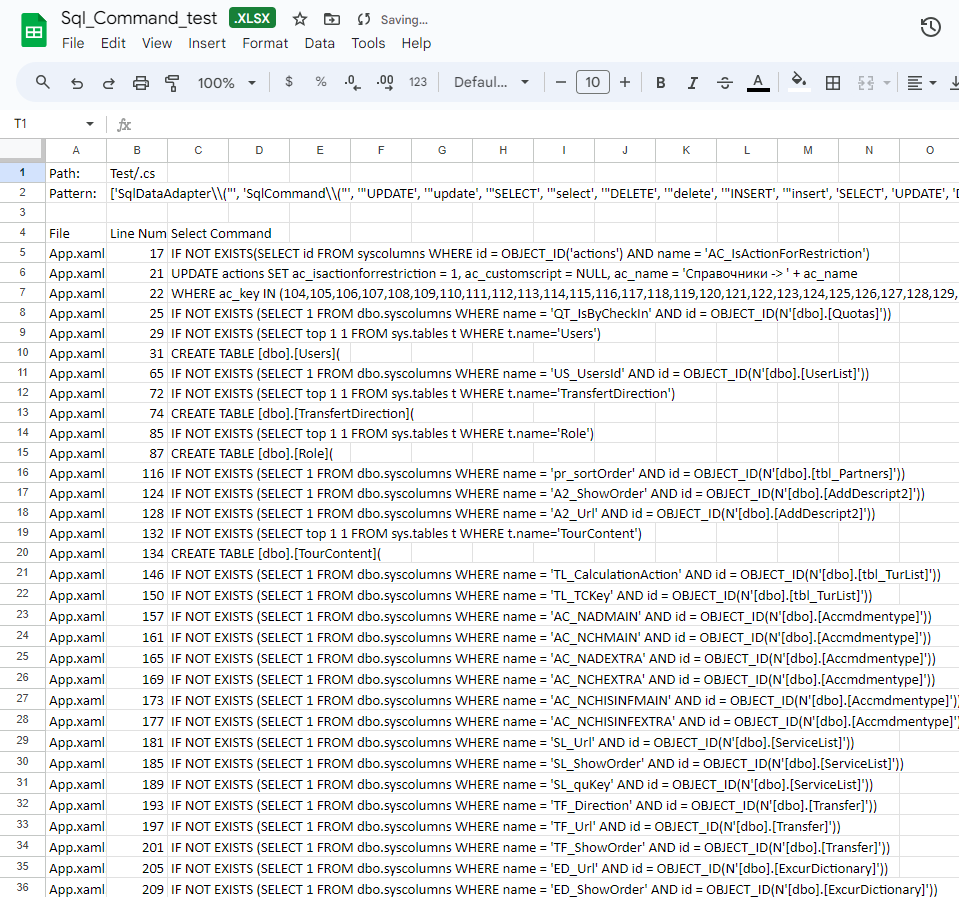 Sql_Command_test .XLSX Saving...
File Edit View Insert Format Data Tools Help
100% $ % .0 .00 123 Defaul... − 10 + B I A
T1 fx
A B C D E F G H I J K L M N O
1 Path: Test/.cs
2 Pattern: ['SqlDataAdapter\\("', 'SqlCommand\\("', '"UPDATE', '"update', '"SELECT', '"select', '"DELETE', '"delete', '"INSERT', '"insert', 'SELECT', 'UPDATE', 'D
3
4 File Line Num Select Command
5 App.xaml 17 IF NOT EXISTS(SELECT id FROM syscolumns WHERE id = OBJECT_ID('actions') AND name = 'AC_IsActionForRestriction')
6 App.xaml 21 UPDATE actions SET ac_isactionforrestriction = 1, ac_customscript = NULL, ac_name = 'Справочники -> ' + ac_name
7 App.xaml 22 WHERE ac_key IN (104,105,106,107,108,109,110,111,112,113,114,115,116,117,118,119,120,121,122,123,124,125,126,127,128,129,
8 App.xaml 25 IF NOT EXISTS (SELECT 1 FROM dbo.syscolumns WHERE name = 'QT_IsByCheckIn' AND id = OBJECT_ID(N'[dbo].[Quotas]'))
9 App.xaml 29 IF NOT EXISTS (SELECT top 1 1 FROM sys.tables t WHERE t.name='Users')
10 App.xaml 31 CREATE TABLE [dbo].[Users](
11 App.xaml 65 IF NOT EXISTS (SELECT 1 FROM dbo.syscolumns WHERE name = 'US_UsersId' AND id = OBJECT_ID(N'[dbo].[UserList]'))
12 App.xaml 72 IF NOT EXISTS (SELECT top 1 1 FROM sys.tables t WHERE t.name='TransfertDirection')
13 App.xaml 74 CREATE TABLE [dbo].[TransfertDirection](
14 App.xaml 85 IF NOT EXISTS (SELECT top 1 1 FROM sys.tables t WHERE t.name='Role')
15 App.xaml 87 CREATE TABLE [dbo].[Role](
16 App.xaml 116 IF NOT EXISTS (SELECT 1 FROM dbo.syscolumns WHERE name = 'pr_sortOrder' AND id = OBJECT_ID(N'[dbo].[tbl_Partners]'))
17 App.xaml 124 IF NOT EXISTS (SELECT 1 FROM dbo.syscolumns WHERE name = 'A2_ShowOrder' AND id = OBJECT_ID(N'[dbo].[AddDescript2]'))
18 App.xaml 128 IF NOT EXISTS (SELECT 1 FROM dbo.syscolumns WHERE name = 'A2_Url' AND id = OBJECT_ID(N'[dbo].[AddDescript2]'))
19 App.xaml 132 IF NOT EXISTS (SELECT top 1 1 FROM sys.tables t WHERE t.name='TourContent')
20 App.xaml 134 CREATE TABLE [dbo].[TourContent](
21 App.xaml 146 IF NOT EXISTS (SELECT 1 FROM dbo.syscolumns WHERE name = 'TL_CalculationAction' AND id = OBJECT_ID(N'[dbo].[tbl_TurList]'))
22 App.xaml 150 IF NOT EXISTS (SELECT 1 FROM dbo.syscolumns WHERE name = 'TL_TCKey' AND id = OBJECT_ID(N'[dbo].[tbl_TurList]'))
23 App.xaml 157 IF NOT EXISTS (SELECT 1 FROM dbo.syscolumns WHERE name = 'AC_NADMAIN' AND id = OBJECT_ID(N'[dbo].[Accmdmentype]'))
24 App.xaml 161 IF NOT EXISTS (SELECT 1 FROM dbo.syscolumns WHERE name = 'AC_NCHMAIN' AND id = OBJECT_ID(N'[dbo].[Accmdmentype]'))
25 App.xaml 165 IF NOT EXISTS (SELECT 1 FROM dbo.syscolumns WHERE name = 'AC_NADEXTRA' AND id = OBJECT_ID(N'[dbo].[Accmdmentype]'))
26 App.xaml 169 IF NOT EXISTS (SELECT 1 FROM dbo.syscolumns WHERE name = 'AC_NCHEXTRA' AND id = OBJECT_ID(N'[dbo].[Accmdmentype]'))
27 App.xaml 173 IF NOT EXISTS (SELECT 1 FROM dbo.syscolumns WHERE name = 'AC_NCHISINFMAIN' AND id = OBJECT_ID(N'[dbo].[Accmdmentype]')
28 App.xaml 177 IF NOT EXISTS (SELECT 1 FROM dbo.syscolumns WHERE name = 'AC_NCHISINFEXTRA' AND id = OBJECT_ID(N'[dbo].[Accmdmentype]'
29 App.xaml 181 IF NOT EXISTS (SELECT 1 FROM dbo.syscolumns WHERE name = 'SL_Url' AND id = OBJECT_ID(N'[dbo].[ServiceList]'))
30 App.xaml 185 IF NOT EXISTS (SELECT 1 FROM dbo.syscolumns WHERE name = 'SL_ShowOrder' AND id = OBJECT_ID(N'[dbo].[ServiceList]'))
31 App.xaml 189 IF NOT EXISTS (SELECT 1 FROM dbo.syscolumns WHERE name = 'SL_quKey' AND id = OBJECT_ID(N'[dbo].[ServiceList]'))
32 App.xaml 193 IF NOT EXISTS (SELECT 1 FROM dbo.syscolumns WHERE name = 'TF_Direction' AND id = OBJECT_ID(N'[dbo].[Transfer]'))
33 App.xaml 197 IF NOT EXISTS (SELECT 1 FROM dbo.syscolumns WHERE name = 'TF_Url' AND id = OBJECT_ID(N'[dbo].[Transfer]'))
34 App.xaml 201 IF NOT EXISTS (SELECT 1 FROM dbo.syscolumns WHERE name = 'TF_ShowOrder' AND id = OBJECT_ID(N'[dbo].[Transfer]'))
35 App.xaml 205 IF NOT EXISTS (SELECT 1 FROM dbo.syscolumns WHERE name = 'ED_Url' AND id = OBJECT_ID(N'[dbo].[ExcurDictionary]'))
36 App.xaml 209 IF NOT EXISTS (SELECT 1 FROM dbo.syscolumns WHERE name = 'ED_ShowOrder' AND id = OBJECT_ID(N'[dbo].[ExcurDictionary]'))